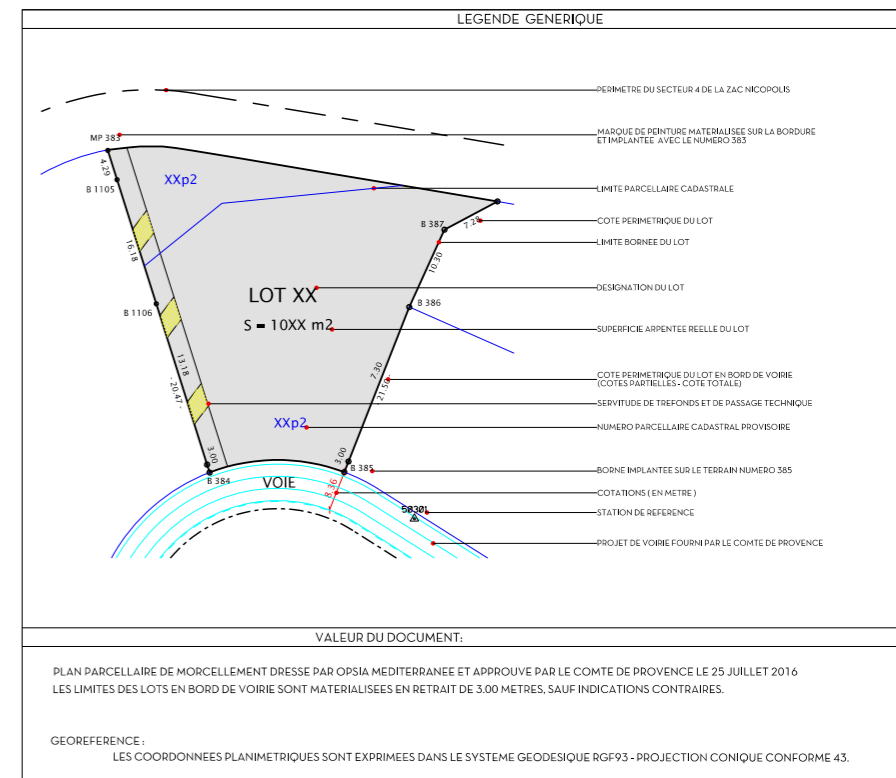 LEGENDE GENERIQUE
PERIMETRE DU SECTEUR 4 DE LA ZAC NICOPOLIS
MARQUE DE PEINTURE MATERIALISEE SUR LA BORDURE
ET IMPLANTEE AVEC LE NUMERO 383
MP 383
4.29
B 1105
XXp2
LIMITE PARCELLAIRE CADASTRALE
COTE PERIMETRIQUE DU LOT
B 387
7.28
LIMITE BORNEE DU LOT
16.18
10.30
LOT XX
DESIGNATION DU LOT
B 1106
B 386
S = 10XX m2
SUPERFICIE ARPENTEE REELLE DU LOT
13.18
- 20.47 -
7.30
21.50
COTE PERIMETRIQUE DU LOT EN BORD DE VOIRIE
(COTES PARTIELLES - COTE TOTALE)
SERVITUDE DE TREFONDS ET DE PASSAGE TECHNIQUE
XXp2
NUMERO PARCELLAIRE CADASTRAL PROVISOIRE
3.00
3.00
B 384
VOIE
B 385
BORNE IMPLANTEE SUR LE TERRAIN NUMERO 385
8.36
COTATIONS ( EN METRE )
STATION DE REFERENCE
PROJET DE VOIRIE FOURNI PAR LE COMTE DE PROVENCE
VALEUR DU DOCUMENT:
PLAN PARCELLAIRE DE MORCELLEMENT DRESSE PAR OPSIA MEDITERRANEE ET APPROUVE PAR LE COMTE DE PROVENCE LE 25 JUILLET 2016
LES LIMITES DES LOTS EN BORD DE VOIRIE SONT MATERIALISEES EN RETRAIT DE 3.00 METRES, SAUF INDICATIONS CONTRAIRES.
GEOREFERENCE :
LES COORDONNEES PLANIMETRIQUES SONT EXPRIMEES DANS LE SYSTEME GEODESIQUE RGF93 - PROJECTION CONIQUE CONFORME 43.